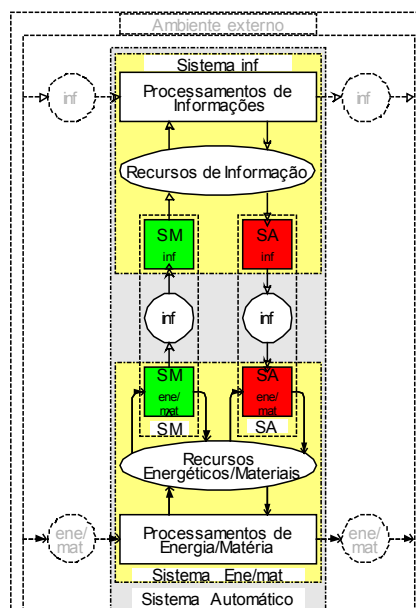 Ambiente externo
Sistema inf
Processamentos de
Informações
inf
inf
Recursos de Informação
SM
inf
SA
inf
inf
inf
SM
ene/
mat
SM
SA
ene/
mat
SA
Recursos
Energéticos/Materiais
ene/
mat
Processamentos de
Energia/Matéria
ene/
mat
Sistema Ene/mat
Sistema Automático